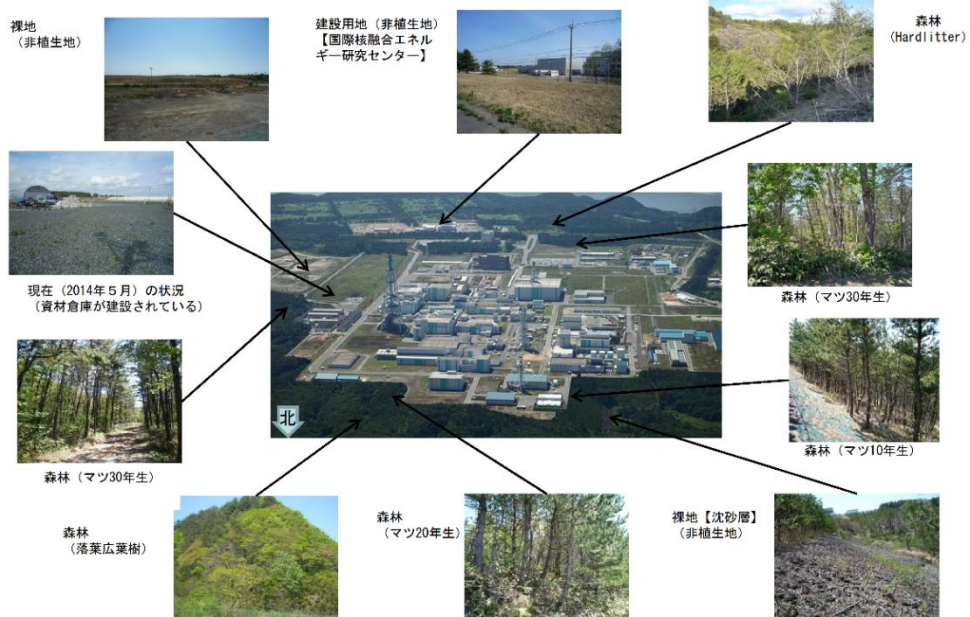 裸地
（非植生地）
建設用地（非植生地）
【国際核融合エネル
ギー研究センター】
森林
（Hardlitter）
現在（2014年５月）の状況
（資材倉庫が建設されている）
森林（マツ30年生）
森林（マツ30年生）
森林（マツ10年生）
北
森林
（落葉広葉樹）
森林
（マツ20年生）
裸地【沈砂層】
（非植生地）